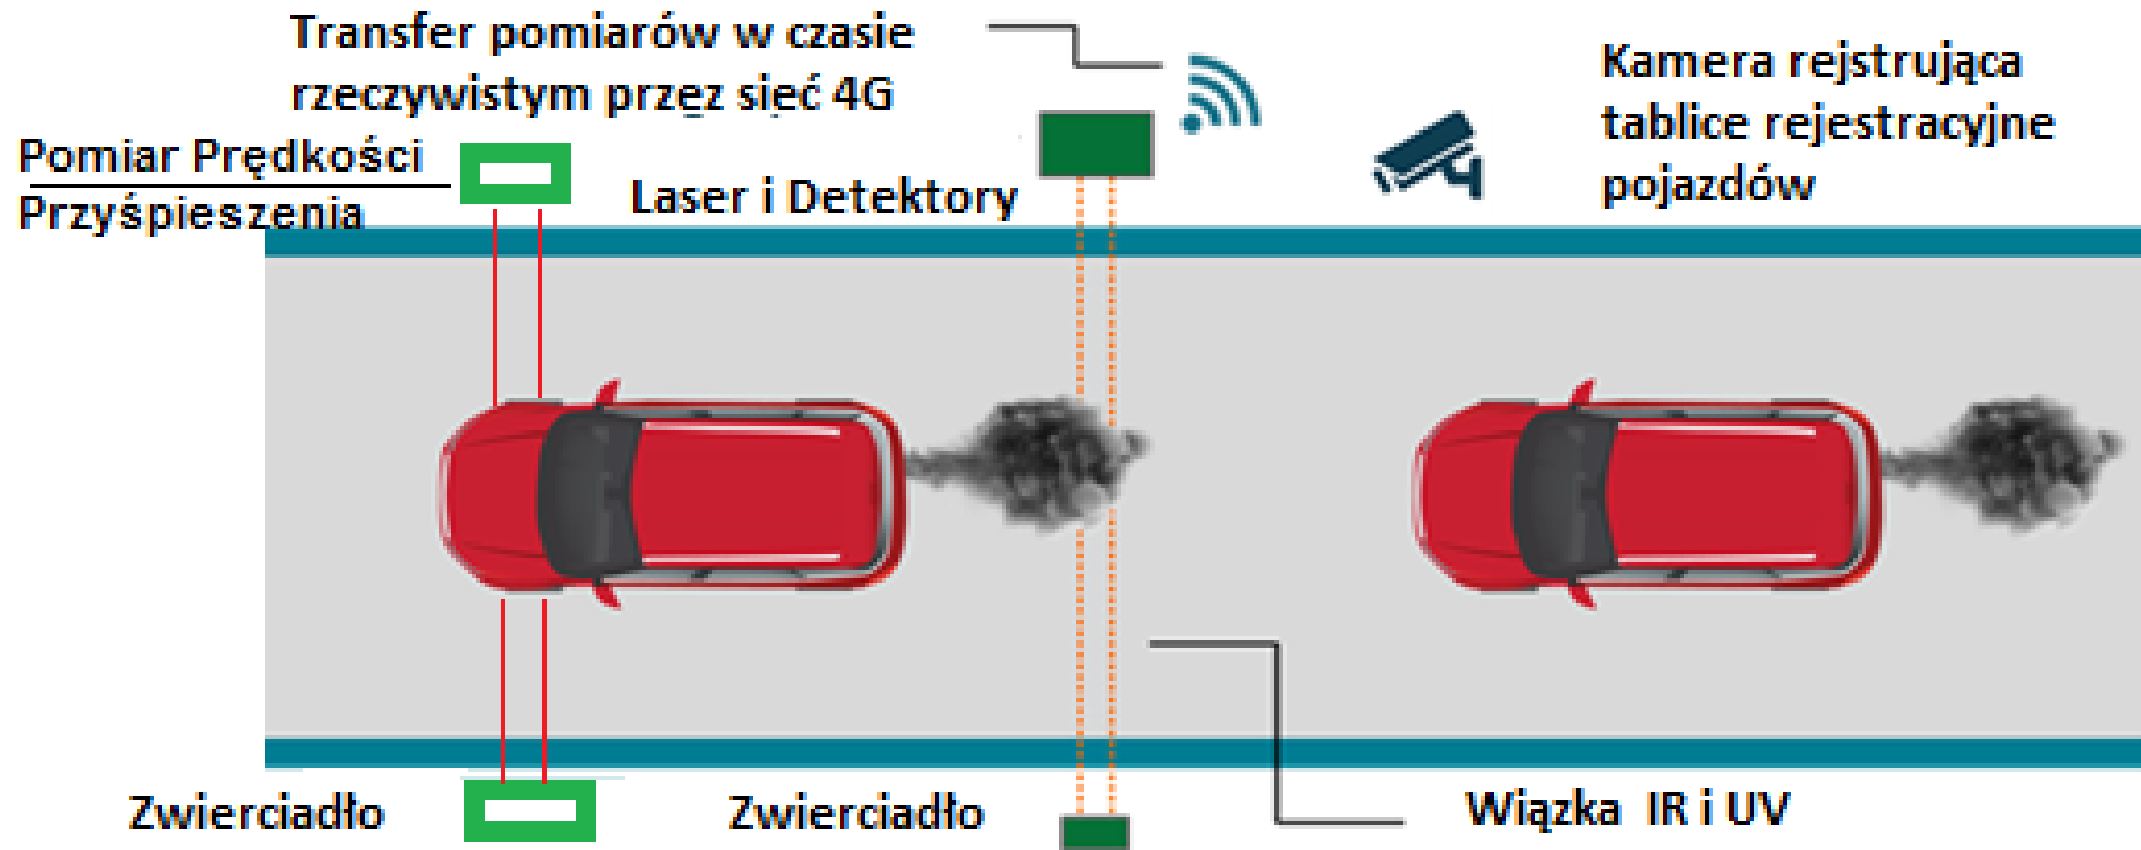 Transfer pomiarów w czasie
rzeczywistym przez sięć 4G
Kamera rejstrująca
tablice rejestracyjne
pojazdów
Pomiar Prędkości
Przyśpieszenia
Laser i Detektory
Zwierciadło
Zwierciadło
Wiązka IR i UV